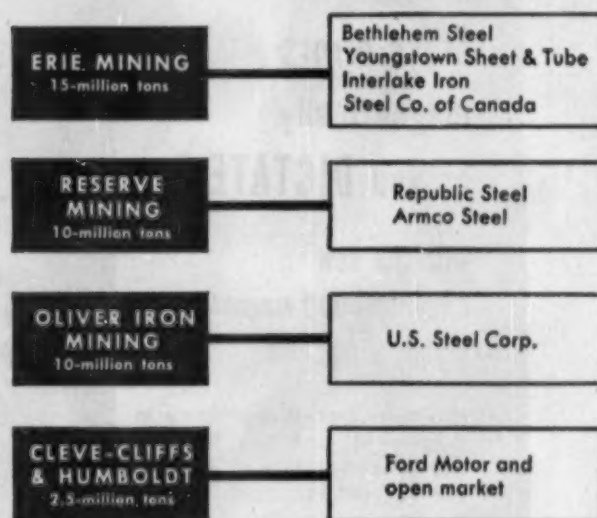 ERIE MINING
15-million tons
Bethlehem Steel
Youngstown Sheet & Tube
Interlake Iron
Steel Co. of Canada
RESERVE
MINING
10-million tons
Republic Steel
Armco Steel
OLIVER IRON
MINING
10-million tons
U.S. Steel Corp.
CLEVE-CLIFFS
& HUMBOLDT
2.5-million tons
Ford Motor and
open market